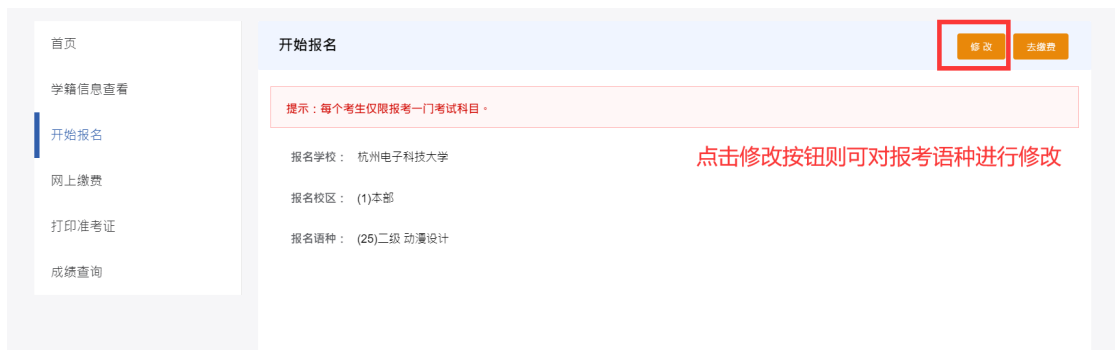 首页
学籍信息查看
开始报名
网上缴费
打印准考证
成绩查询
开始报名
修 改
去缴费
提示：每个考生仅限报考一门考试科目。
点击修改按钮则可对报考语种进行修改
报名学校： 杭州电子科技大学
报名校区： (1)本部
报名语种： (25)二级 动漫设计